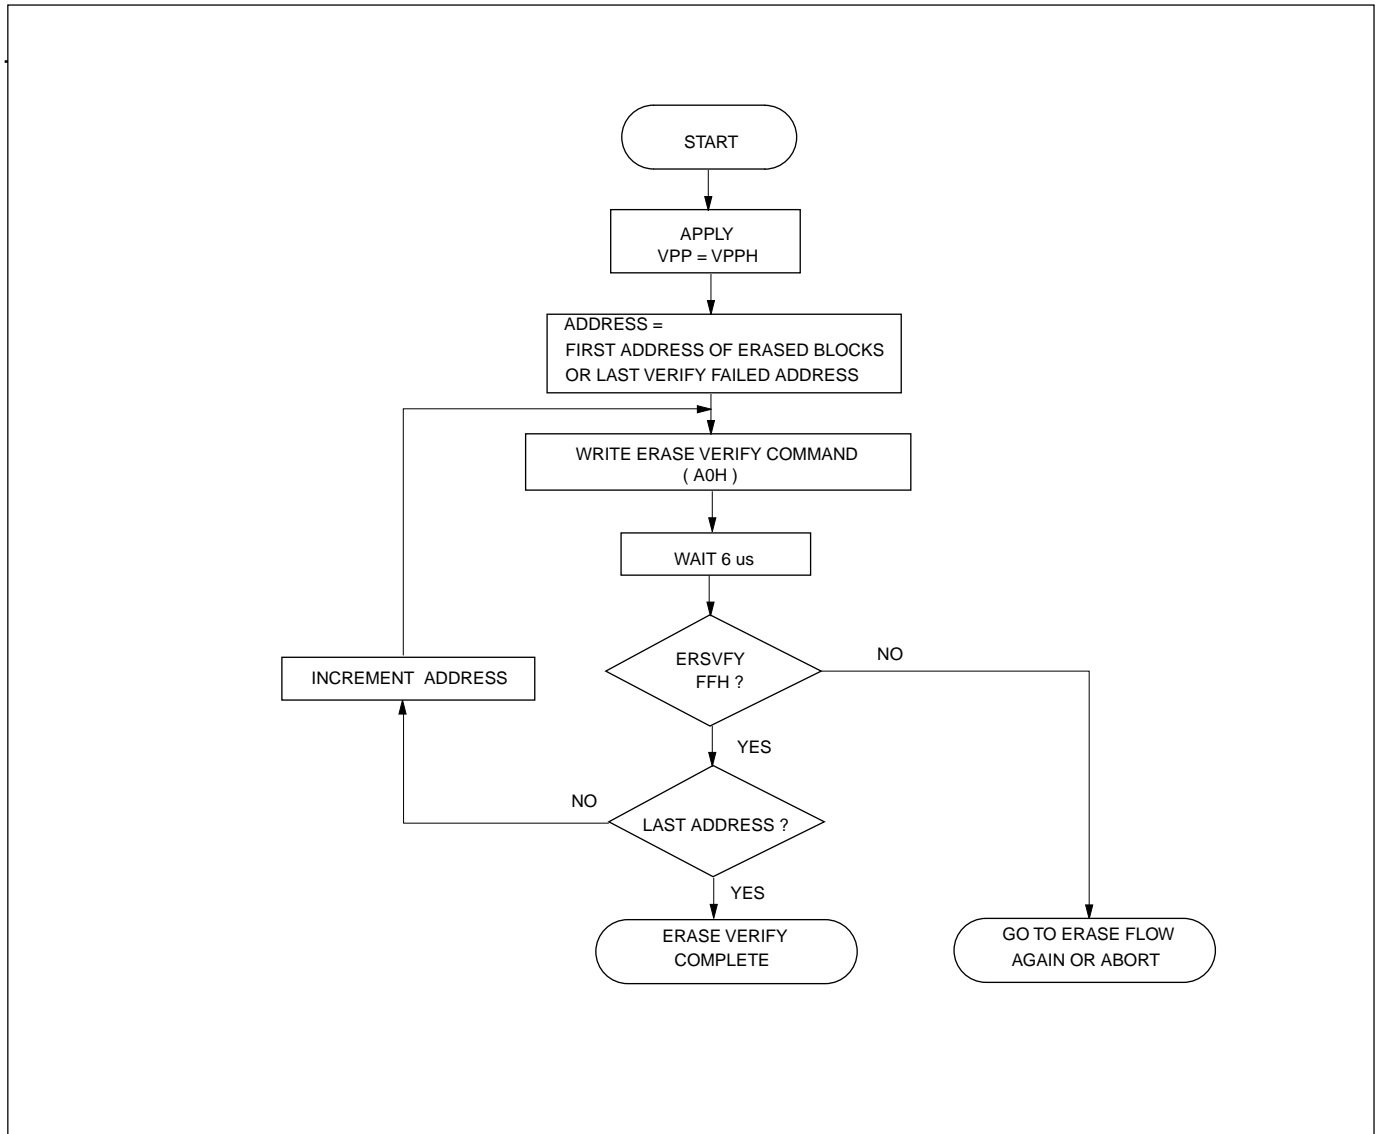 START
APPLY
VPP = VPPH
ADDRESS =
FIRST ADDRESS OF ERASED BLOCKS
OR LAST VERIFY FAILED ADDRESS
WRITE ERASE VERIFY COMMAND
( A0H )
WAIT 6 us
ERSVFY
FFH ?
NO
INCREMENT ADDRESS
YES
NO
LAST ADDRESS ?
YES
ERASE VERIFY
COMPLETE
GO TO ERASE FLOW
AGAIN OR ABORT